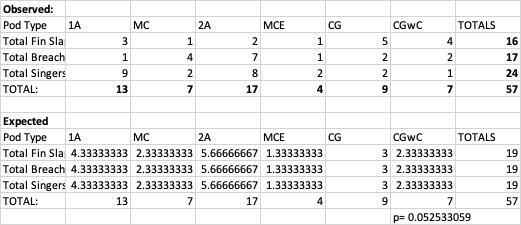 Observed:
Pod Type 1A MC 2A MCE CG CGwC TOTALS
Total Fin Sla 3 1 2 1 5 4 16
Total Breach 1 4 7 1 2 2 17
Total Singers 9 2 8 2 2 1 24
TOTAL: 13 7 17 4 9 7 57
Expected
Pod Type 1A MC 2A MCE CG CGwC TOTALS
Total Fin Sla 4.33333333 2.33333333 5.66666667 1.33333333 3 2.33333333 19
Total Breach 4.33333333 2.33333333 5.66666667 1.33333333 3 2.33333333 19
Total Singers 4.33333333 2.33333333 5.66666667 1.33333333 3 2.33333333 19
TOTAL: 13 7 17 4 9 7 57
p= 0.052533059